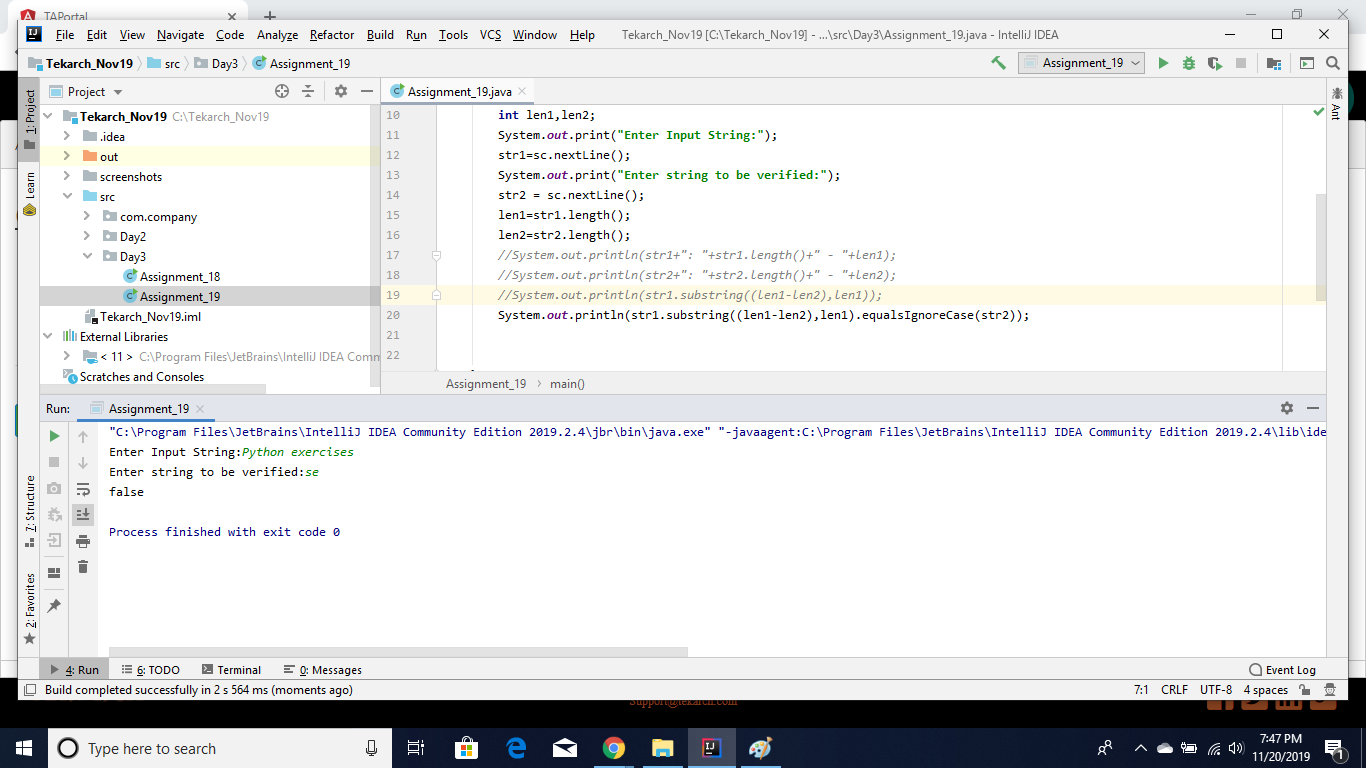 TAPortal
File Edit View Navigate Code Analyze Refactor Build Run Tools VCS Window Help Tekarch_Nov19 [C:\Tekarch_Nov19] - ...\src\Day3\Assignment_19.java - IntelliJ IDEA
Tekarch_Nov19 src Day3 Assignment_19 Assignment_19
Project Assignment_19.java
1: Project
Learn
7: Structure
2: Favorites
Ant
Tekarch_Nov19 C:\Tekarch_Nov19
.idea
out
screenshots
src
com.company
Day2
Day3
Assignment_18
Assignment_19
Tekarch_Nov19.iml
External Libraries
< 11 > C:\Program Files\JetBrains\IntelliJ IDEA Comm
Scratches and Consoles
10 int len1,len2;
11 System.out.print("Enter Input String:");
12 str1=sc.nextLine();
13 System.out.print("Enter string to be verified:");
14 str2 = sc.nextLine();
15 len1=str1.length();
16 len2=str2.length();
17 //System.out.println(str1+": "+str1.length()+" - "+len1);
18 //System.out.println(str2+": "+str2.length()+" - "+len2);
19 //System.out.println(str1.substring((len1-len2),len1));
20 System.out.println(str1.substring((len1-len2),len1).equalsIgnoreCase(str2));
21
22
Assignment_19 main()
Run: Assignment_19
"C:\Program Files\JetBrains\IntelliJ IDEA Community Edition 2019.2.4\jbr\bin\java.exe" "-javaagent:C:\Program Files\JetBrains\IntelliJ IDEA Community Edition 2019.2.4\lib\ide
Enter Input String:Python exercises
Enter string to be verified:se
false
Process finished with exit code 0
4: Run 6: TODO Terminal 0: Messages Event Log
Build completed successfully in 2 s 564 ms (moments ago) 7:1 CRLF UTF-8 4 spaces
Support@tekarch.com
Type here to search
7:47 PM
11/20/2019
1